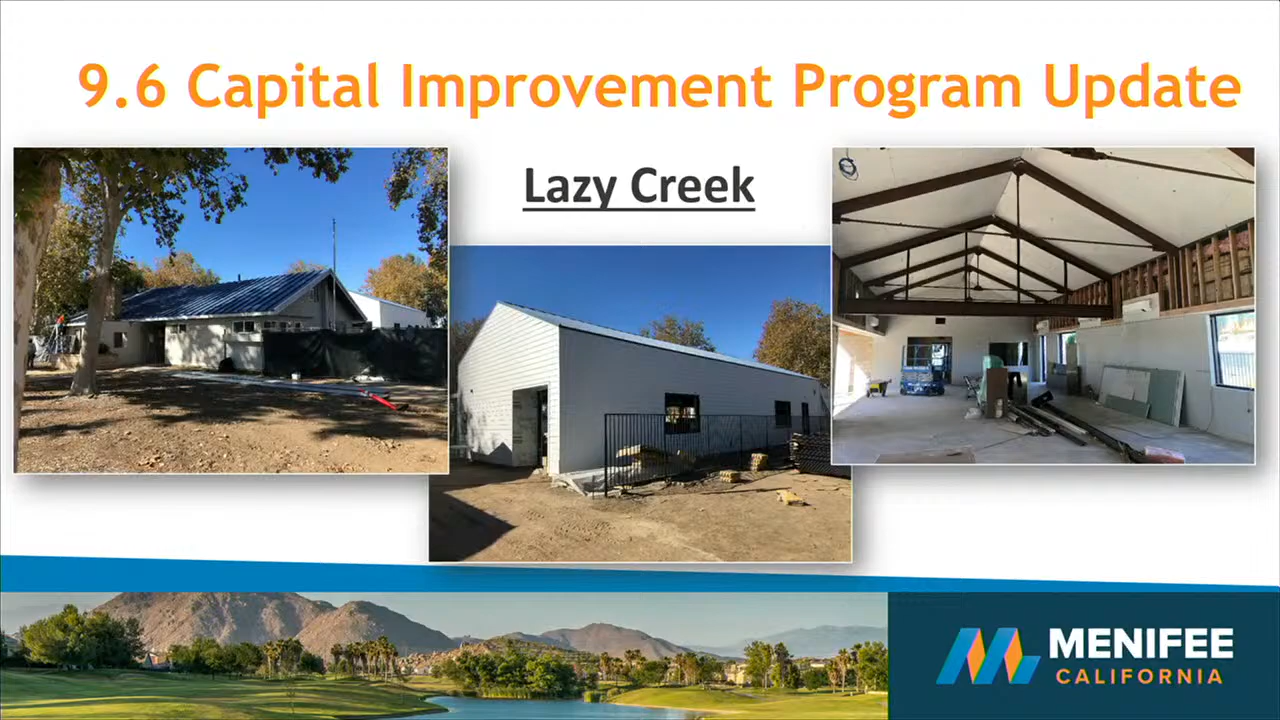 9.6 Capital Improvement Program Update
Lazy Creek
MENIFEE
CALIFORNIA